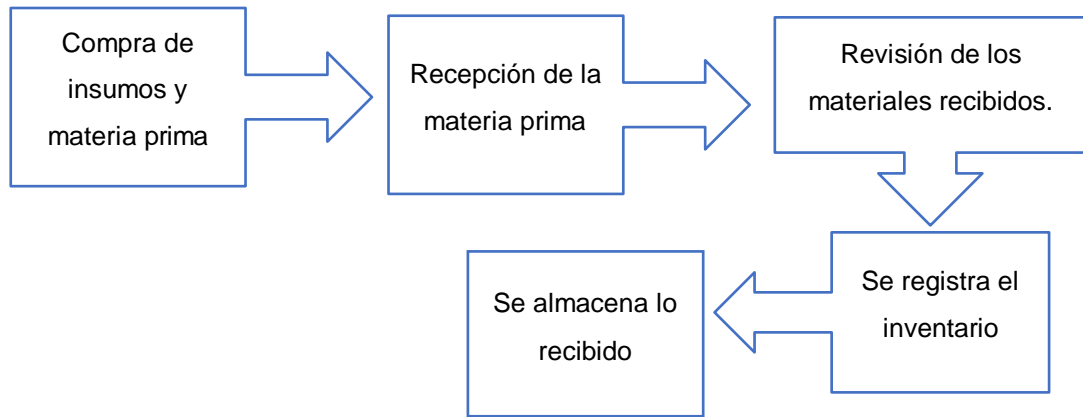 Compra de
insumos y
materia prima
Recepción de la
materia prima
Revisión de los
materiales recibidos.
Se registra el
inventario
Se almacena lo
recibido